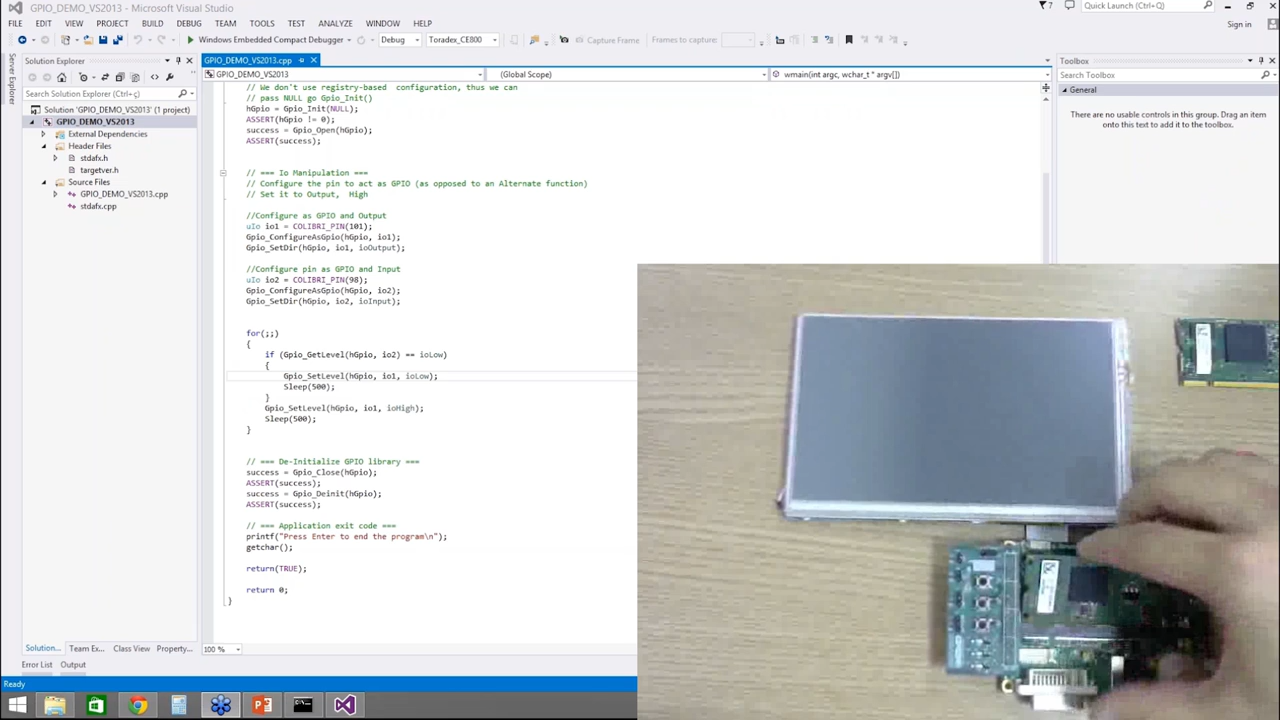 GPIO_DEMO_VS2013 - Microsoft Visual Studio
7
Quick Launch (Ctrl+Q)
FILE EDIT VIEW PROJECT BUILD DEBUG TEAM TOOLS TEST ANALYZE WINDOW HELP
Sign in
Windows Embedded Compact Debugger
Debug
Toradex_CE800
Capture Frame
Frames to capture:
Server Explorer
Solution Explorer
Search Solution Explorer (Ctrl+ç)
Solution 'GPIO_DEMO_VS2013' (1 project)
GPIO_DEMO_VS2013
External Dependencies
Header Files
stdafx.h
targetver.h
Source Files
GPIO_DEMO_VS2013.cpp
stdafx.cpp
Solution... Team Ex... Class View Property...
GPIO_DEMO_VS2013.cpp
GPIO_DEMO_VS2013
(Global Scope)
wmain(int argc, wchar_t * argv[])
// We don't use registry-based configuration, thus we can
// pass NULL go Gpio_Init()
hGpio = Gpio_Init(NULL);
ASSERT(hGpio != 0);
success = Gpio_Open(hGpio);
ASSERT(success);
// === Io Manipulation ===
// Configure the pin to act as GPIO (as opposed to an Alternate function)
// Set it to Output, High
//Configure as GPIO and Output
uIo io1 = COLIBRI_PIN(101);
Gpio_ConfigureAsGpio(hGpio, io1);
Gpio_SetDir(hGpio, io1, ioOutput);
//Configure pin as GPIO and Input
uIo io2 = COLIBRI_PIN(98);
Gpio_ConfigureAsGpio(hGpio, io2);
Gpio_SetDir(hGpio, io2, ioInput);
for(;;)
{
if (Gpio_GetLevel(hGpio, io2) == ioLow)
{
Gpio_SetLevel(hGpio, io1, ioLow);
Sleep(500);
}
Gpio_SetLevel(hGpio, io1, ioHigh);
Sleep(500);
}
// === De-Initialize GPIO library ===
success = Gpio_Close(hGpio);
ASSERT(success);
success = Gpio_Deinit(hGpio);
ASSERT(success);
// === Application exit code ===
printf("Press Enter to end the program\n");
getchar();
return(TRUE);
return 0;
}
100 %
Toolbox
Search Toolbox
General
There are no usable controls in this group. Drag an item
onto this text to add it to the toolbox.
Error List Output
Ready